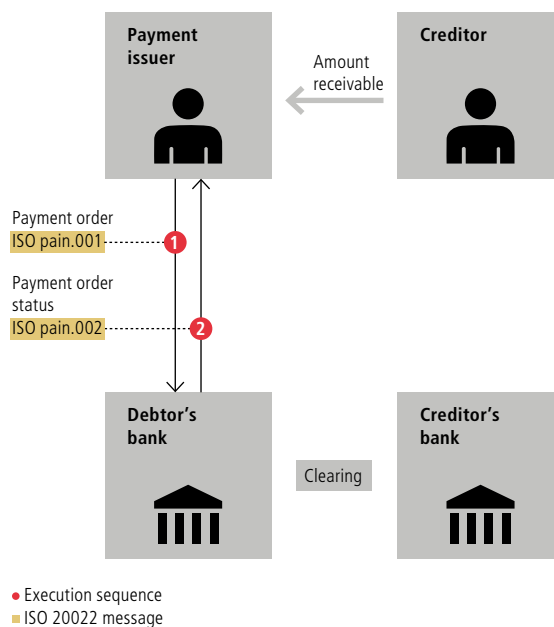 Payment
issuer
Creditor
Amount
receivable
Payment order
ISO pain.001
1
Payment order
status
ISO pain.002
2
Debtor's
bank
Creditor's
bank
Clearing
Execution sequence
ISO 20022 message